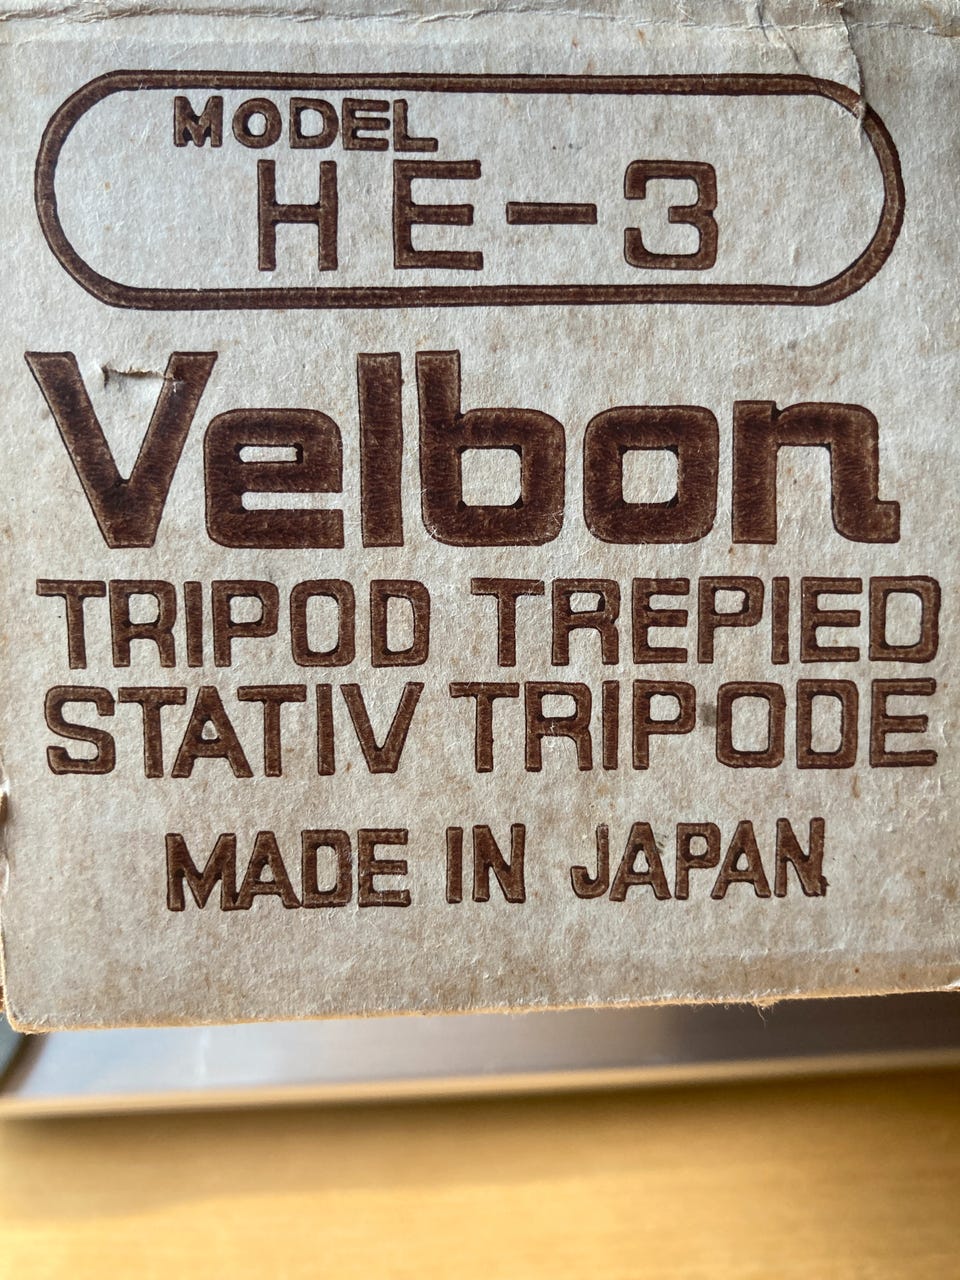 MODEL
HE-3
Velbon
TRIPOD TREPIED
STATIV TRIPODE
MADE IN JAPAN